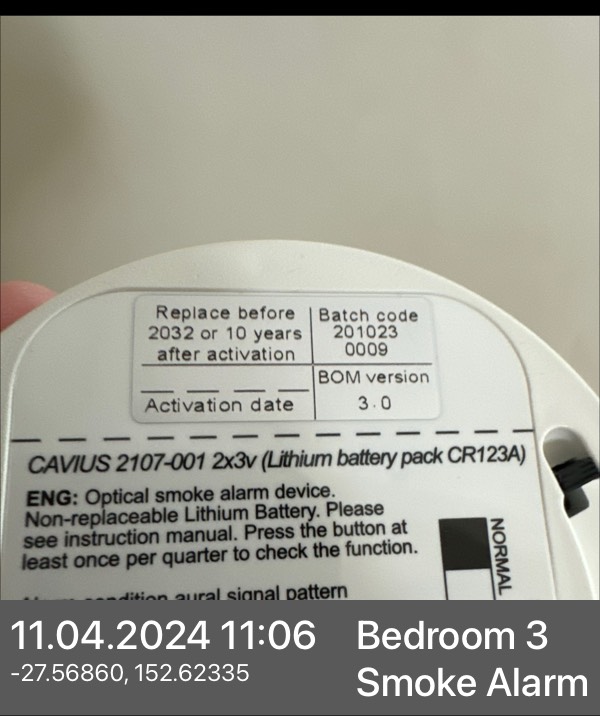 Replace before
2032 or 10 years
after activation
Batch code
201023
0009
Activation date
BOM version
3.0
CAVIUS 2107-001 2x3v (Lithium battery pack CR123A)
ENG: Optical smoke alarm device.
Non-replaceable Lithium Battery. Please
see instruction manual. Press the button at
least once per quarter to check the function.
aural signal pattern
NORMAL
11.04.2024 11:06
-27.56860, 152.62335
Bedroom 3
Smoke Alarm